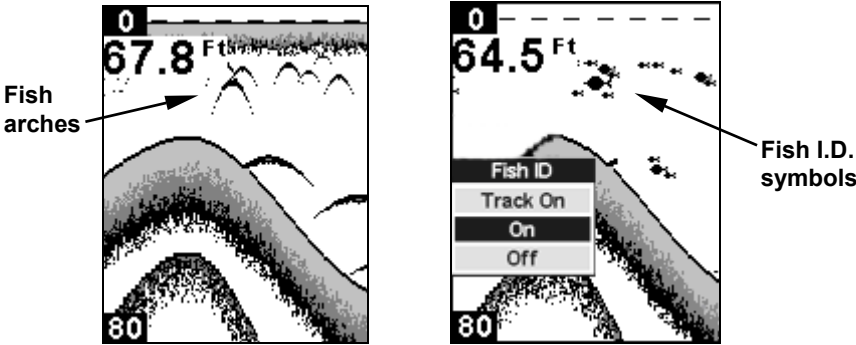 0
67.8 Ft
Fish
arches
80
0
64.5 Ft
Fish ID
Track On
On
Off
80
Fish I.D.
symbols